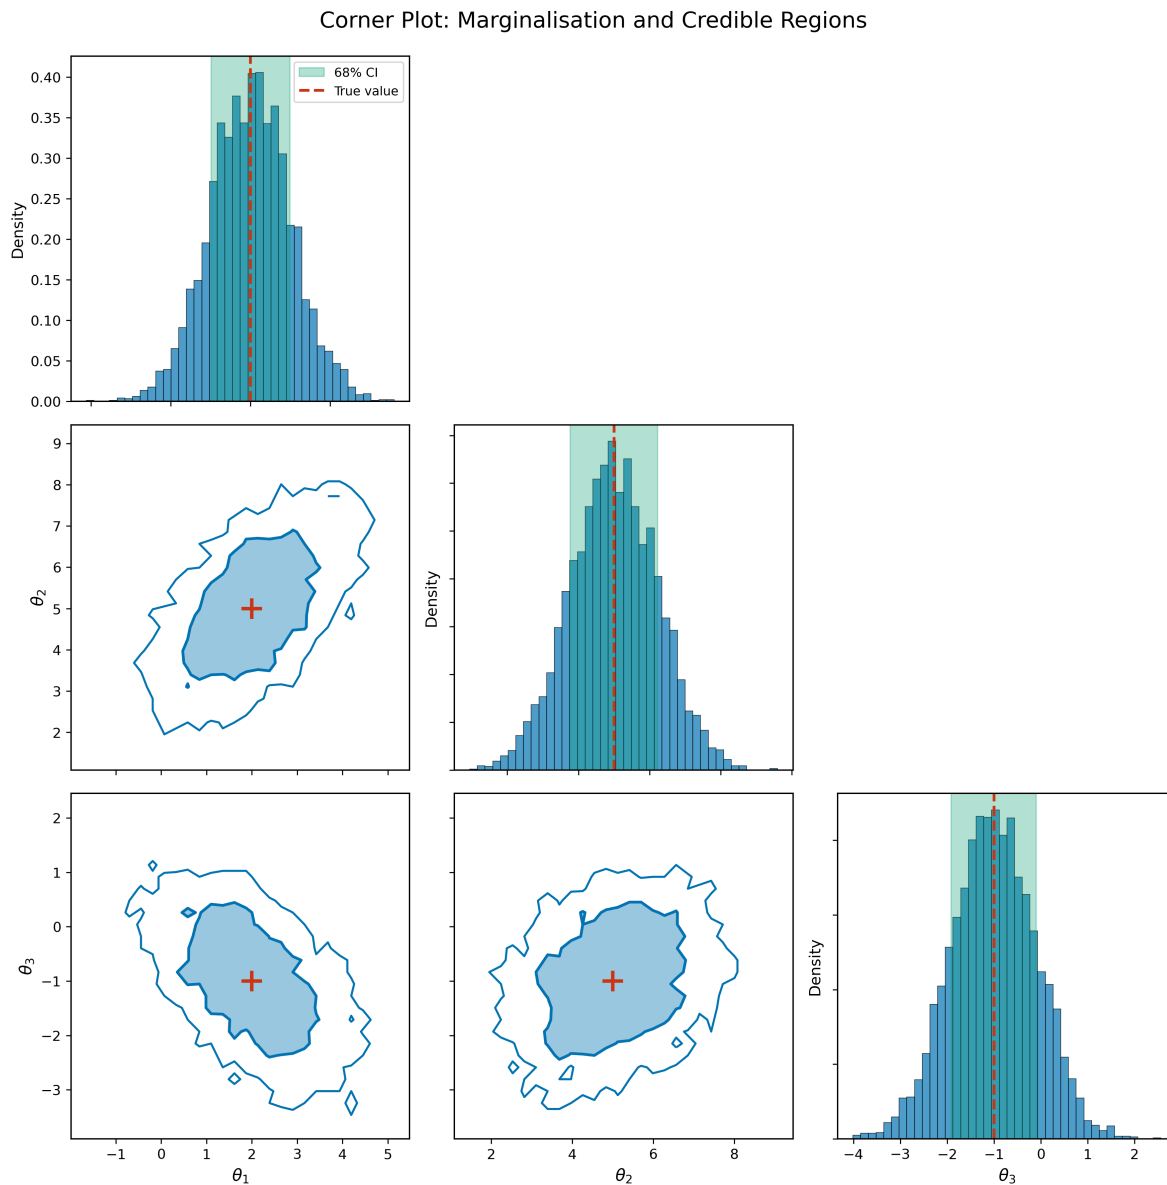 Corner Plot: Marginalisation and Credible Regions
68% CI
True value
Density
0.40
0.35
0.30
0.25
0.20
0.15
0.10
0.05
0.00
θ2
9
8
7
6
5
4
3
2
Density
θ3
2
1
0
−1
−2
−3
Density
−1 0 1 2 3 4 5
2 4 6 8
−4 −3 −2 −1 0 1 2
θ1
θ2
θ3